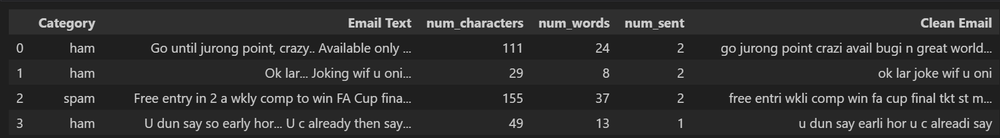 Category Email Text num_characters num_words num_sent Clean Email
0 ham Go until jurong point, crazy.. Available only ... 111 24 2 go jurong point crazi avail bugi n great world...
1 ham Ok lar... Joking wif u oni... 29 8 2 ok lar joke wif u oni
2 spam Free entry in 2 a wkly comp to win FA Cup fina... 155 37 2 free entri wkli comp win fa cup final tkt st m...
3 ham U dun say so early hor... U c already then say... 49 13 1 u dun say earli hor u c alreadi say